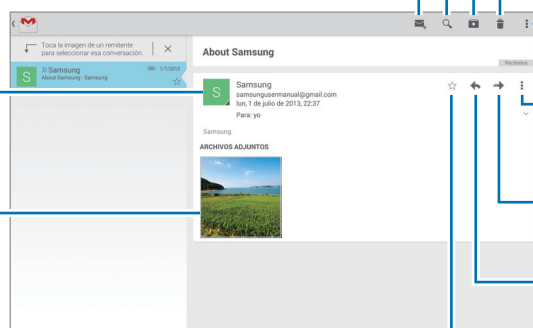 Toca la imagen de un remitente
para seleccionar esa conversación.
About Samsung
Recibidos
» Samsung
1/7/2013
About Samsung - Samsung
S
S
Samsung
samsungusermanual@gmail.com
lun, 1 de julio de 2013, 22:37
Para: yo
Samsung
ARCHIVOS ADJUNTOS